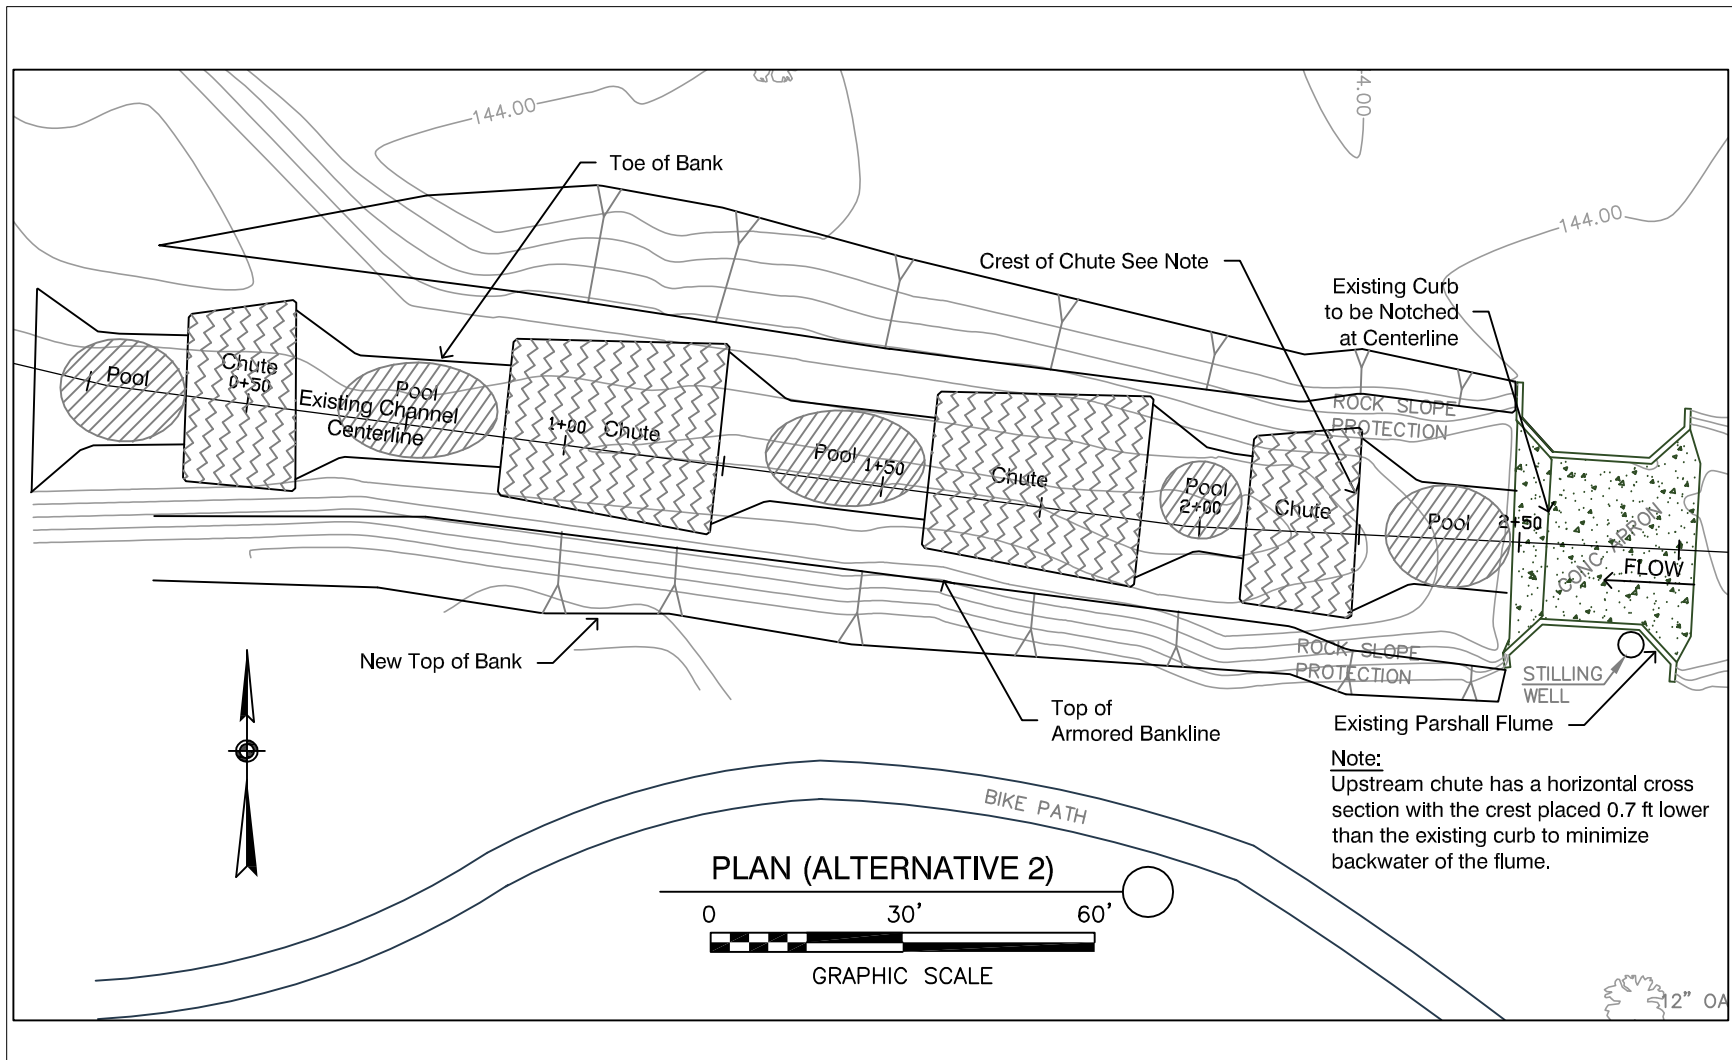 144.00
4.00
Toe of Bank
144.00
Crest of Chute See Note
Existing Curb
to be Notched
at Centerline
Pool
Chute
0+50
Pool
Existing Channel
Centerline
1+00
Chute
Pool
1+50
Chute
Pool
2+00
Chute
Pool
2+50
ROCK SLOPE
PROTECTION
CONC APRON
FLOW
ROCK SLOPE
PROTECTION
STILLING
WELL
New Top of Bank
Top of
Armored Bankline
Existing Parshall Flume
Note:
Upstream chute has a horizontal cross
section with the crest placed 0.7 ft lower
than the existing curb to minimize
backwater of the flume.
BIKE PATH
PLAN (ALTERNATIVE 2)
0 30' 60'
GRAPHIC SCALE
12" OA